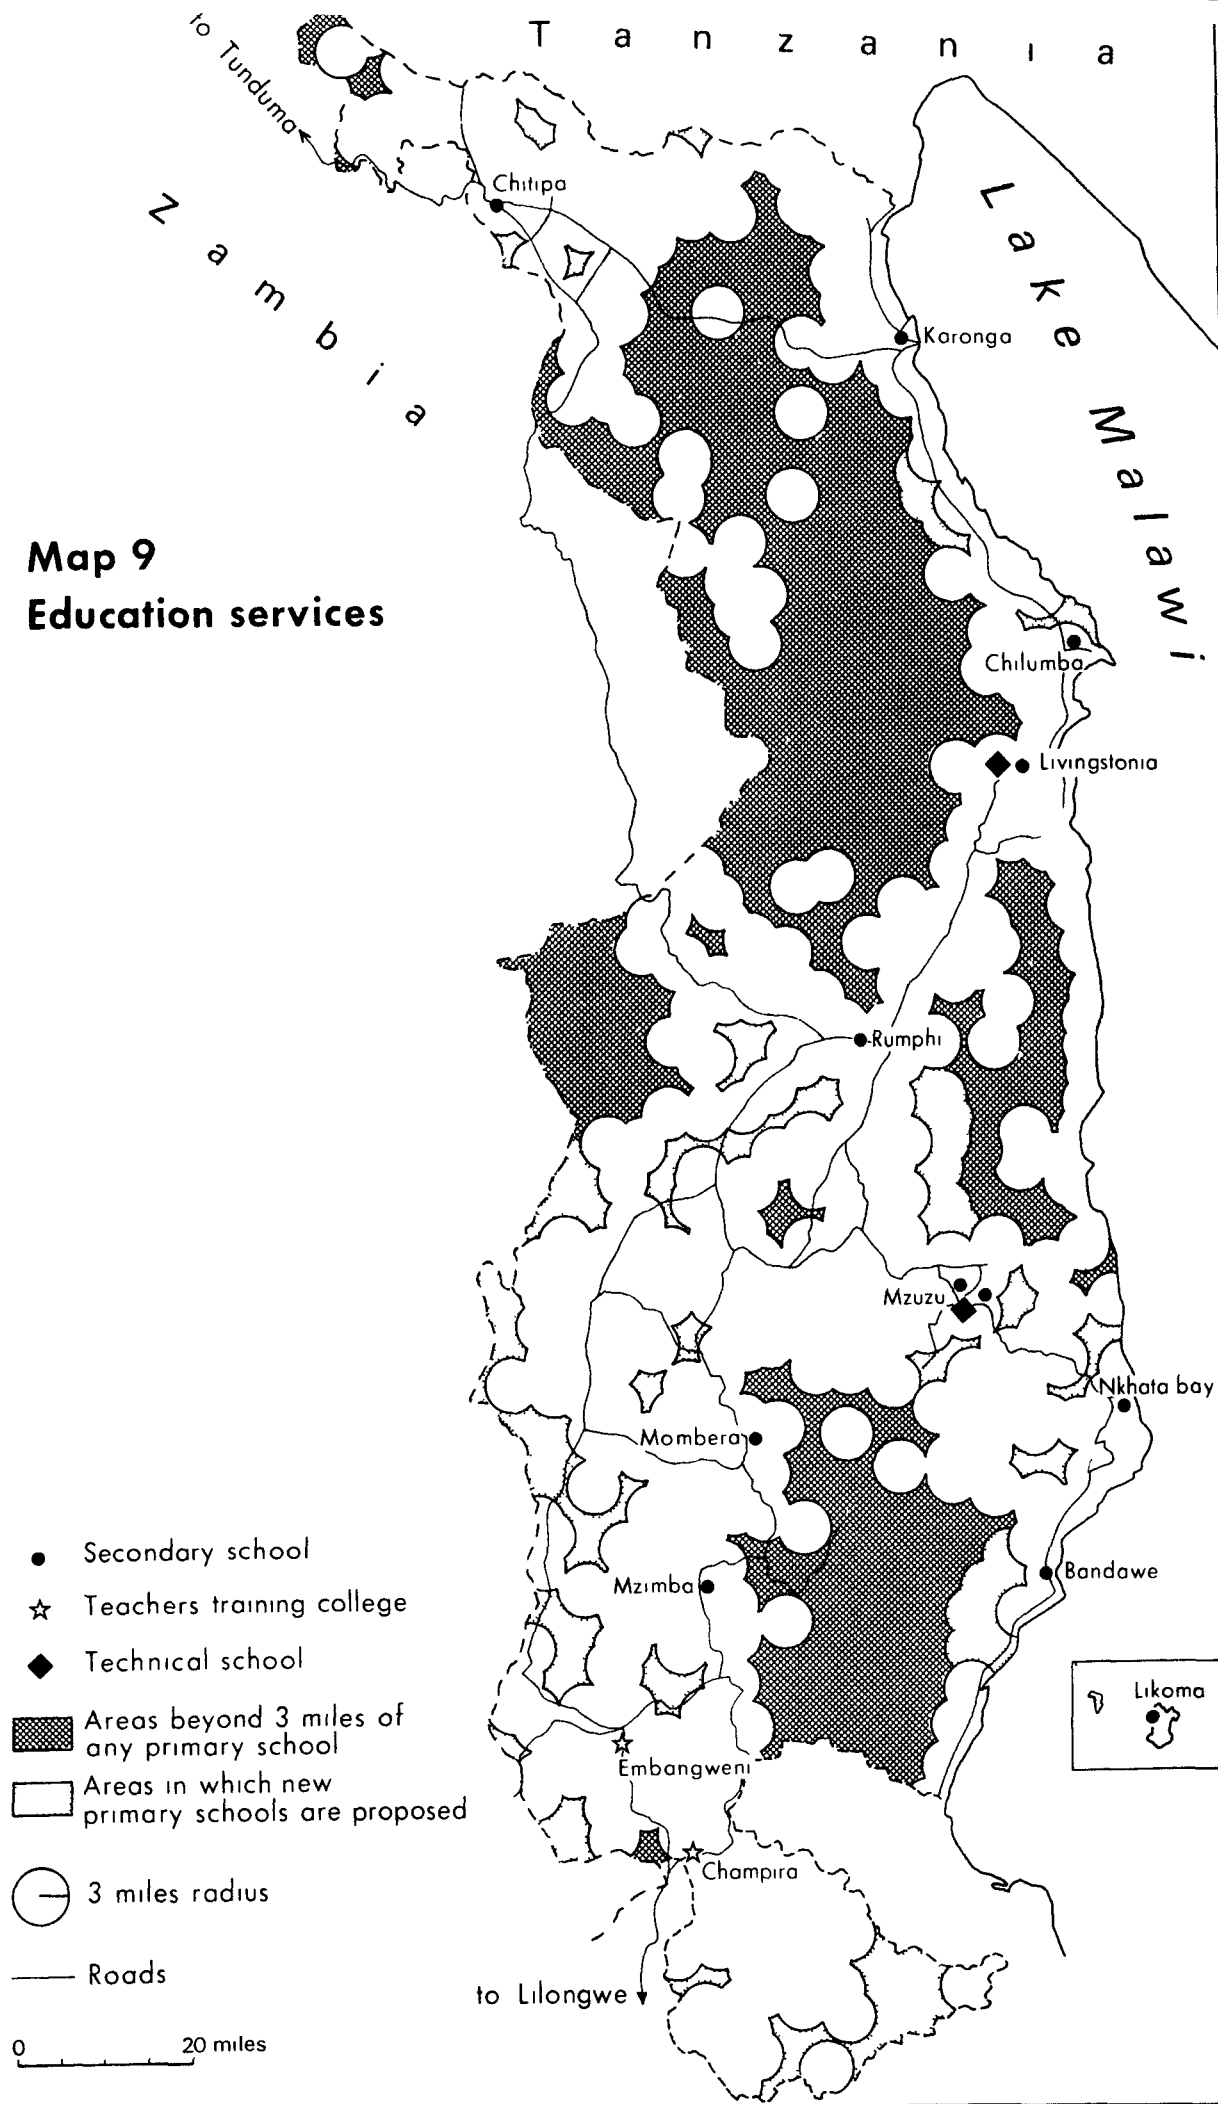 to Tunduma
Tanzania
Zambia
Lake Malawi
Chitipa
Karonga
Map 9
Education services
Chilumba
Livingstonia
Rumphi
Mzuzu
Nkhata bay
Mombera
Mzimba
Bandawe
Likoma
Embangweni
Champira
to Lilongwe
Secondary school
Teachers training college
Technical school
Areas beyond 3 miles of
any primary school
Areas in which new
primary schools are proposed
3 miles radius
Roads
0 20 miles